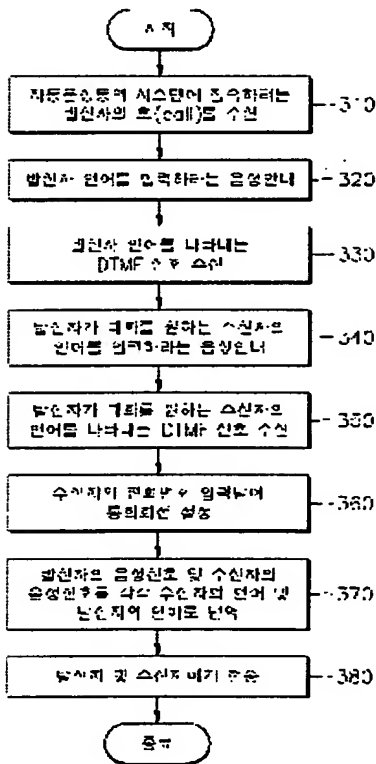 시작
자동음성통역 시스템에 접속하려는
발신자의 호(call)를 수신
310
발신자 언어를 입력하라는 음성안내
320
발신자 언어를 나타내는
DTMF 신호 수신
330
발신자가 대화를 원하는 수신자의
언어를 입력하라는 음성안내
340
발신자가 대화를 원하는 수신자의
언어를 나타내는 DTMF 신호 수신
350
수신자의 전화번호 입력받아
통화회선 설정
360
발신자의 음성신호 및 수신자의
음성신호를 각각 수신자의 언어 및
발신자의 언어로 번역
370
발신자 및 수신자에게 전송
380
종료